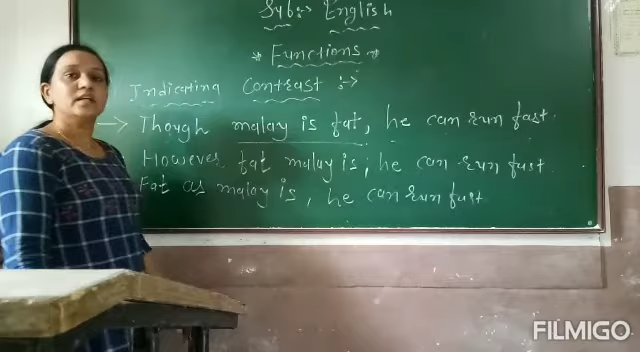 Sub:- English
* Functions *
Indicating Contrast :-
→ Though malay is fat, he can run fast.
However fat malay is, he can run fast.
Fat as malay is, he can run fast
FILMIGO